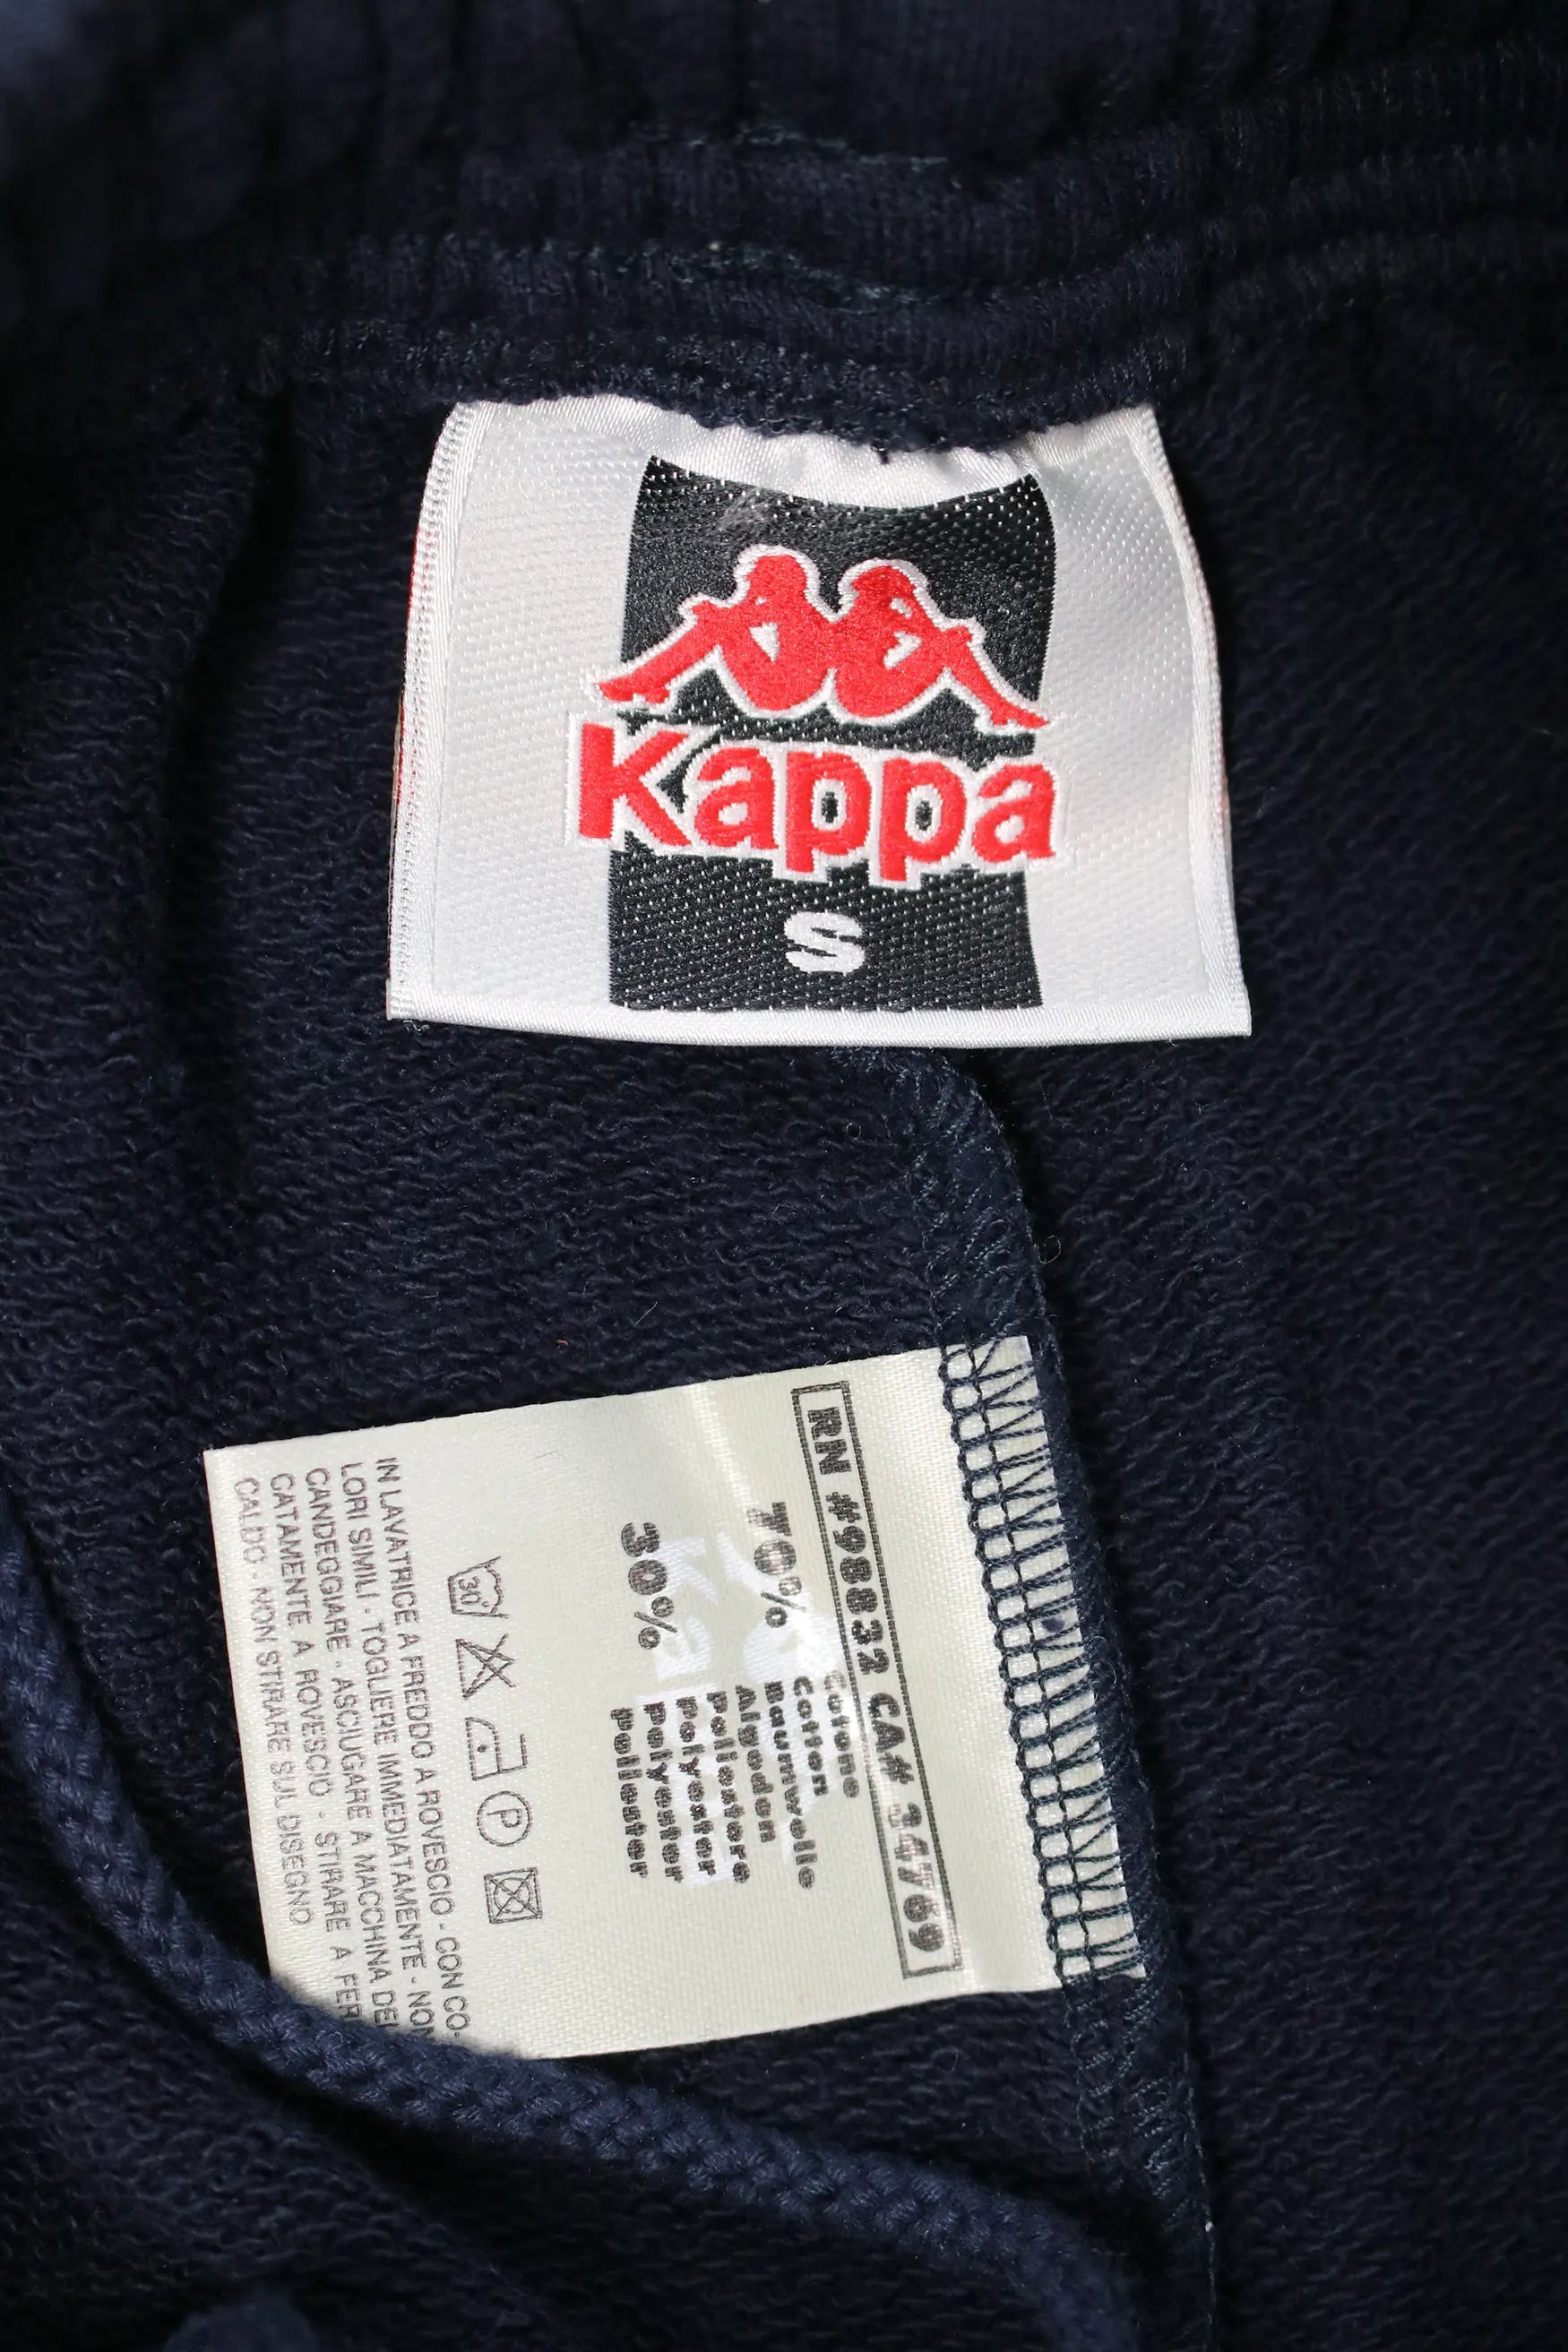 Kappa
S
RN #98832 CA# 34769
70% Cotone
Cotton
Baumwolle
Algodon
30% Poliestere
Polyester
Polyester
Poliester
30°
P
IN LAVATRICE A FREDDO A ROVESCIO - CON CO-
LORI SIMILI - TOGLIERE IMMEDIATAMENTE - NON
CANDEGGIARE - ASCIUGARE A MACCHINA DELI
CATAMENTE A ROVESCIO - STIRARE A FER
CALDO - NON STIRARE SUL DISEGNO